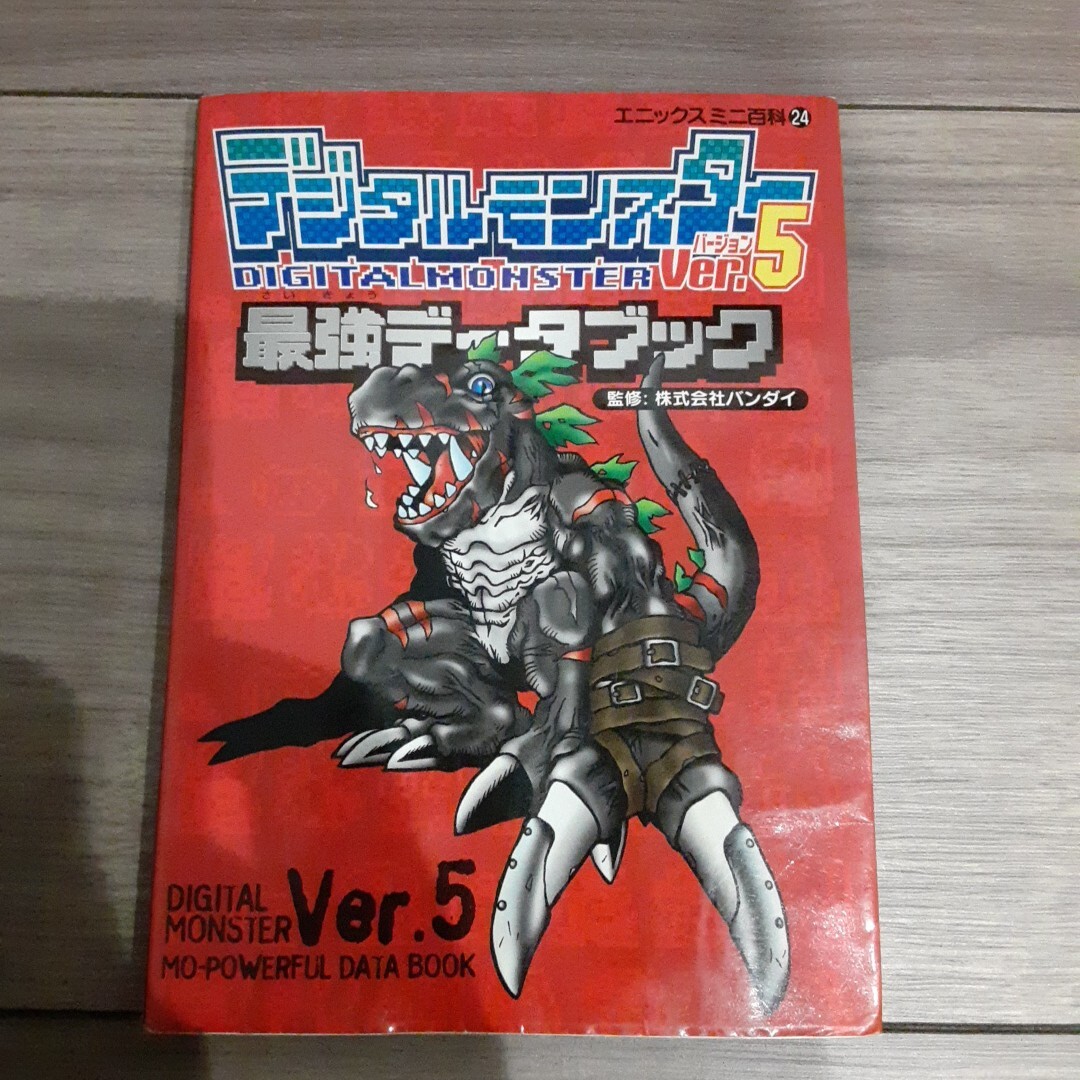 エニックスミニ百科24
デジタルモンスター
バージョン
DIGITALMONSTER Ver.5
さいきょう
最強データブック
監修:株式会社バンダイ
DIGITAL
MONSTER Ver.5
MO-POWERFUL DATA BOOK